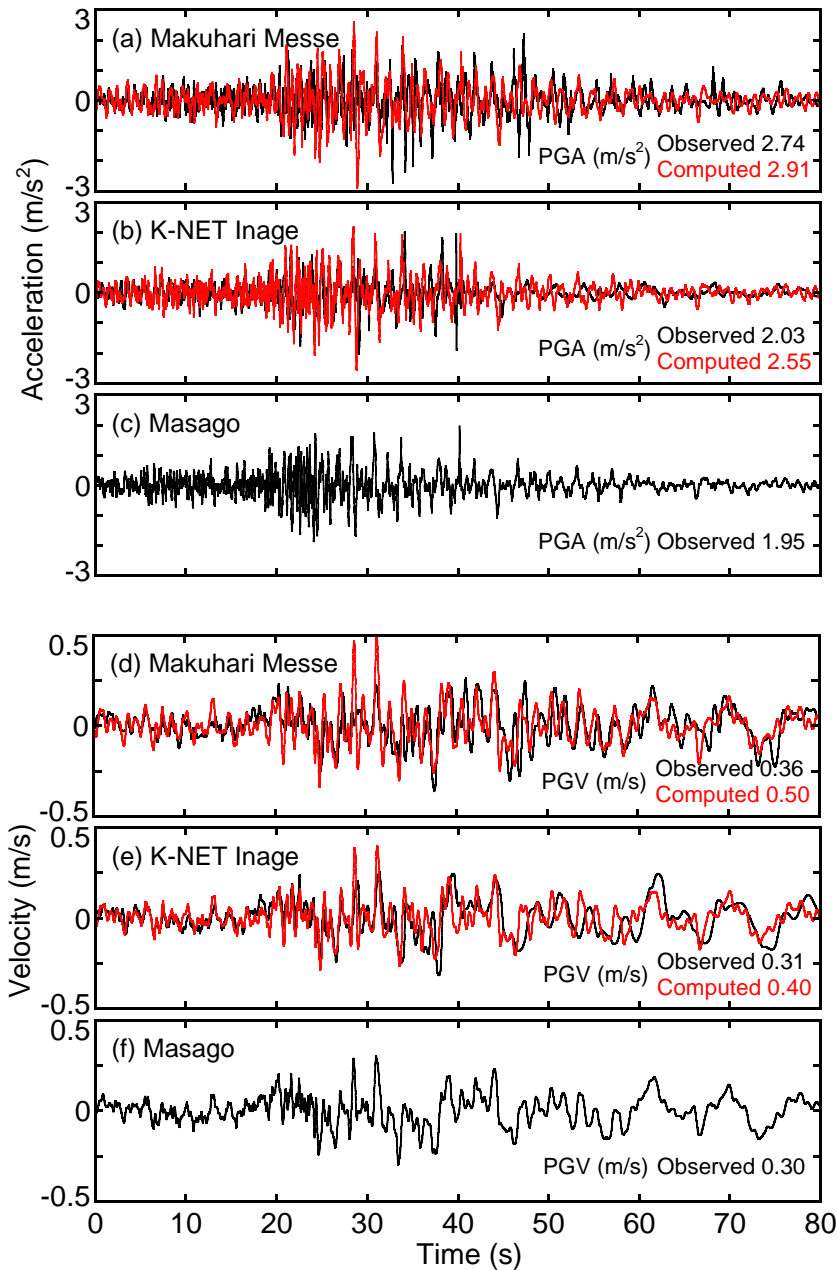 3
(a) Makuhari Messe
0
PGA (m/s²)
Observed 2.74
Computed 2.91
-3
3
(b) K-NET Inage
0
PGA (m/s²)
Observed 2.03
Computed 2.55
-3
3
(c) Masago
0
PGA (m/s²) Observed 1.95
-3
Acceleration (m/s²)
0.5
(d) Makuhari Messe
0
PGV (m/s)
Observed 0.36
Computed 0.50
-0.5
0.5
(e) K-NET Inage
0
PGV (m/s)
Observed 0.31
Computed 0.40
-0.5
0.5
(f) Masago
0
PGV (m/s) Observed 0.30
-0.5
Velocity (m/s)
0 10 20 30 40 50 60 70 80
Time (s)